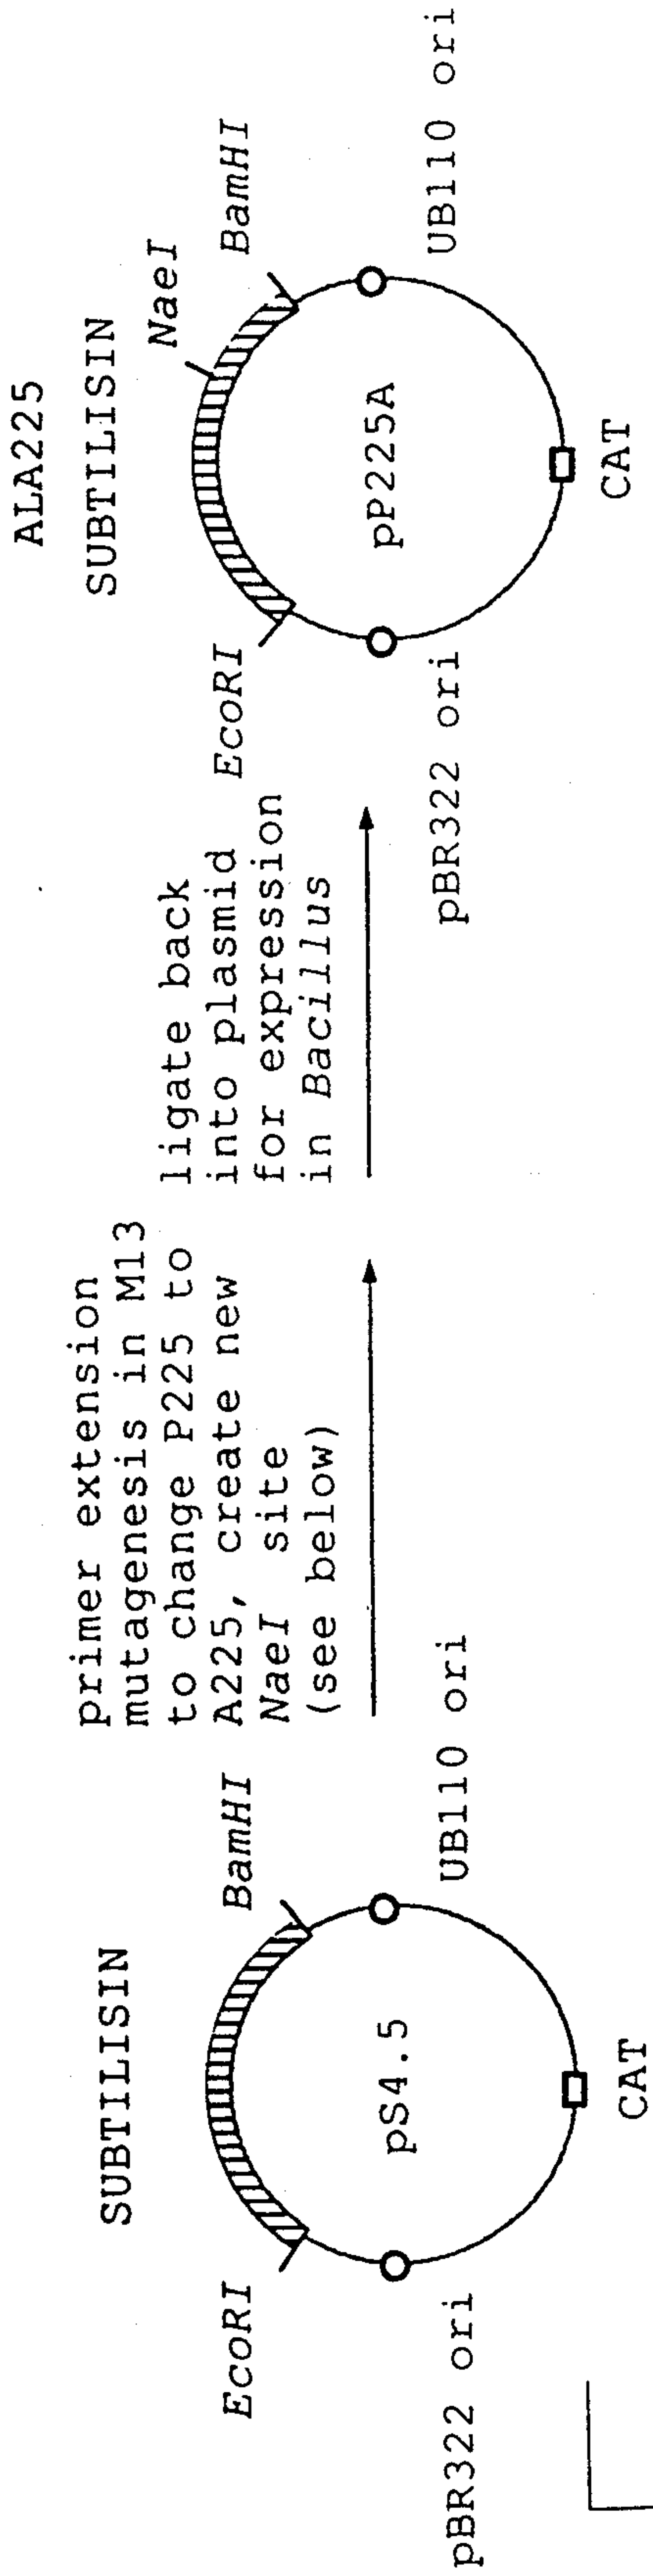 SUBTILISIN
EcoRI
BamHI
pS4.5
pBR322 ori
UB110 ori
CAT
primer extension
mutagenesis in M13
to change P225 to
A225, create new
NaeI site
(see below)
ligate back
into plasmid
for expression
in Bacillus
ALA225
SUBTILISIN
EcoRI
NaeI
BamHI
pP225A
pBR322 ori
UB110 ori
CAT